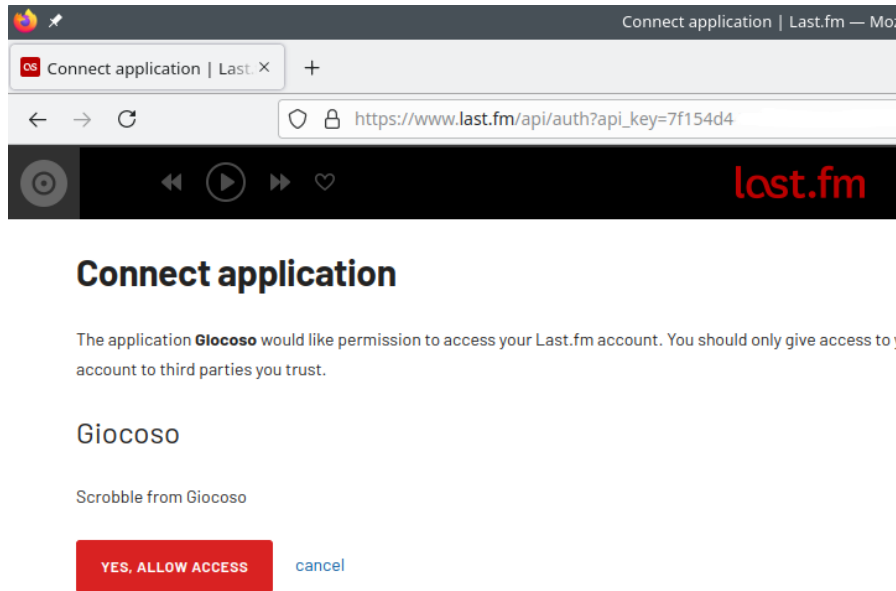 Connect application | Last.fm — Moz
Connect application | Last.
https://www.last.fm/api/auth?api_key=7f154d4
last.fm
Connect application
The application Giocoso would like permission to access your Last.fm account. You should only give access to
account to third parties you trust.
Giocoso
Scrobble from Giocoso
YES, ALLOW ACCESS cancel